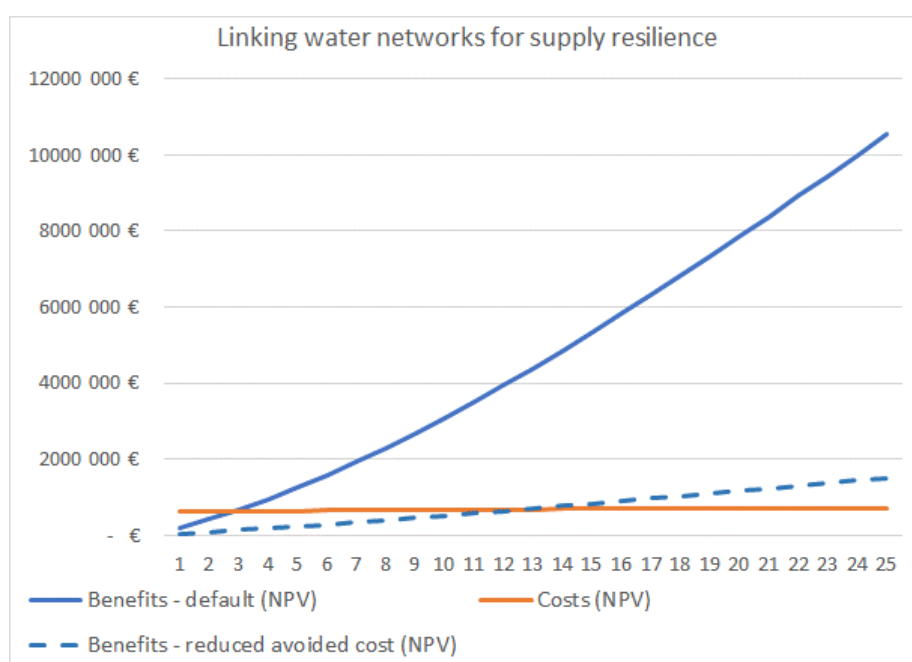 Linking water networks for supply resilience
12000 000 €
10000 000 €
8000 000 €
6000 000 €
4000 000 €
2000 000 €
- €
1 2 3 4 5 6 7 8 9 10 11 12 13 14 15 16 17 18 19 20 21 22 23 24 25
Benefits - default (NPV) Costs (NPV)
Benefits - reduced avoided cost (NPV)